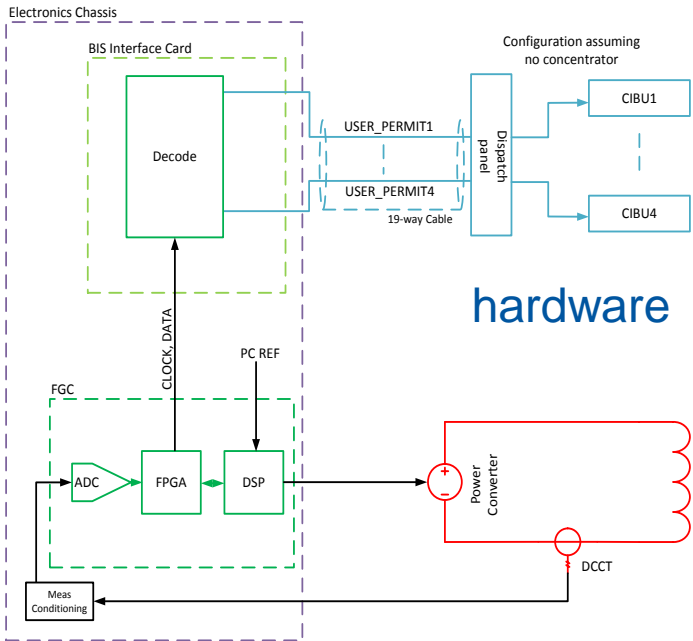 Electronics Chassis
BIS Interface Card
Configuration assuming
no concentrator
Decode
USER_PERMIT1
USER_PERMIT4
19-way Cable
Dispatch
panel
CIBU1
CIBU4
hardware
CLOCK, DATA
PC REF
FGC
ADC
FPGA
DSP
+
−
Power
Converter
DCCT
Meas
Conditioning